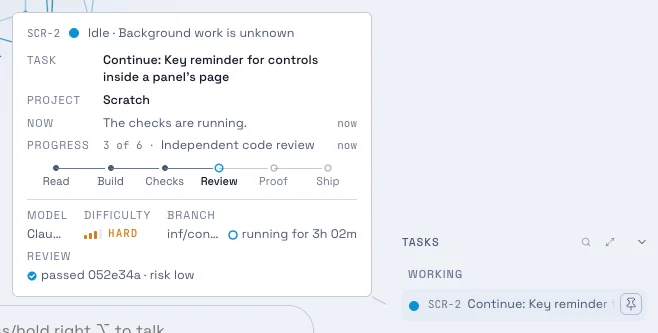 SCR-2 Idle · Background work is unknown
TASK Continue: Key reminder for controls
inside a panel's page
PROJECT Scratch
NOW The checks are running. now
PROGRESS 3 of 6 · Independent code review now
Read Build Checks Review Proof Ship
MODEL DIFFICULTY BRANCH
Clau… HARD inf/con… running for 3h 02m
REVIEW
passed 052e34a · risk low
TASKS
WORKING
SCR-2 Continue: Key reminder
s/hold right ⌥ to talk